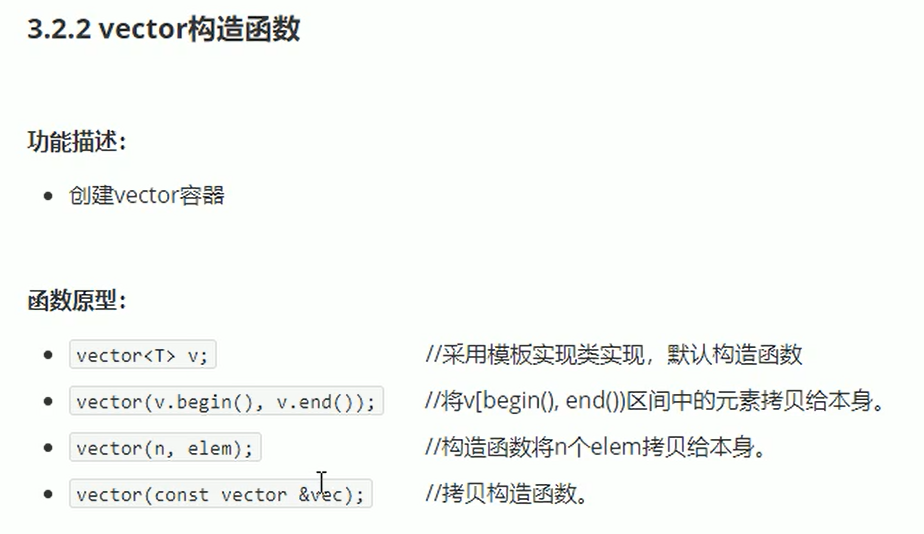 3.2.2 vector构造函数
功能描述：
创建vector容器
函数原型：
vector<T> v; //采用模板实现类实现，默认构造函数
vector(v.begin(), v.end()); //将v[begin(), end())区间中的元素拷贝给本身。
vector(n, elem); //构造函数将n个elem拷贝给本身。
vector(const vector &vec); //拷贝构造函数。